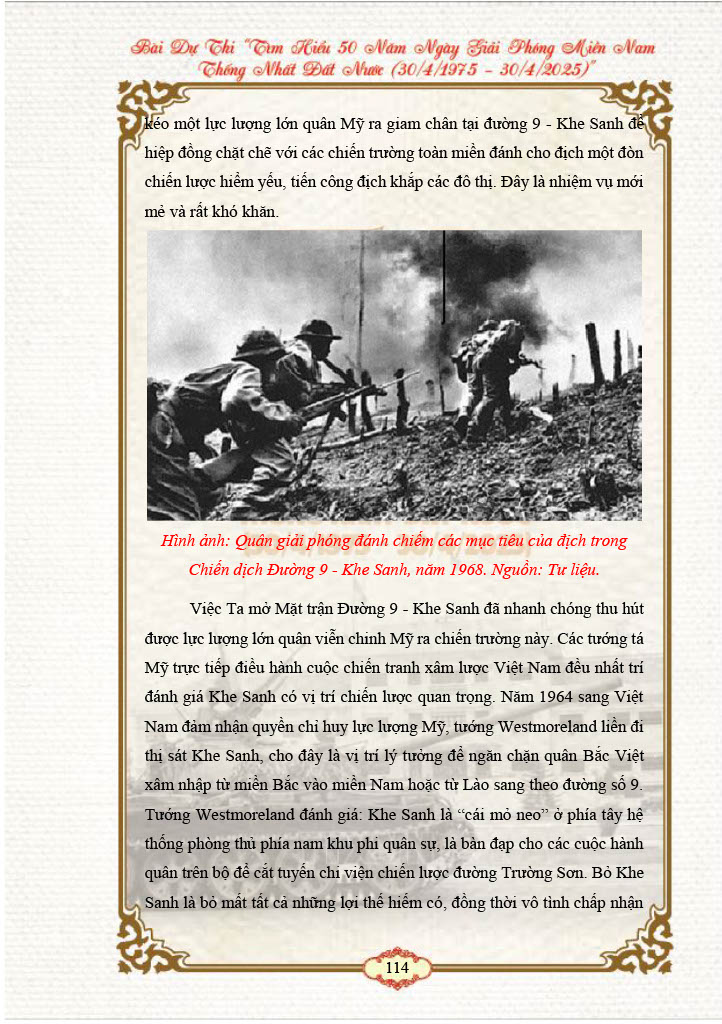 Bài Dự Thi "Tìm Hiểu 50 Năm Ngày Giải Phóng Miền Nam
Thống Nhất Đất Nước (30/4/1975 – 30/4/2025)"
kéo một lực lượng lớn quân Mỹ ra giam chân tại đường 9 - Khe Sanh để
hiệp đồng chặt chẽ với các chiến trường toàn miền đánh cho địch một đòn
chiến lược hiểm yếu, tiến công địch khắp các đô thị. Đây là nhiệm vụ mới
mẻ và rất khó khăn.
Hình ảnh: Quân giải phóng đánh chiếm các mục tiêu của địch trong
Chiến dịch Đường 9 - Khe Sanh, năm 1968. Nguồn: Tư liệu.
Việc Ta mở Mặt trận Đường 9 - Khe Sanh đã nhanh chóng thu hút
được lực lượng lớn quân viễn chinh Mỹ ra chiến trường này. Các tướng tá
Mỹ trực tiếp điều hành cuộc chiến tranh xâm lược Việt Nam đều nhất trí
đánh giá Khe Sanh có vị trí chiến lược quan trọng. Năm 1964 sang Việt
Nam đảm nhận quyền chỉ huy lực lượng Mỹ, tướng Westmoreland liền đi
thị sát Khe Sanh, cho đây là vị trí lý tưởng để ngăn chặn quân Bắc Việt
xâm nhập từ miền Bắc vào miền Nam hoặc từ Lào sang theo đường số 9.
Tướng Westmoreland đánh giá: Khe Sanh là “cái mỏ neo” ở phía tây hệ
thống phòng thủ phía nam khu phi quân sự, là bàn đạp cho các cuộc hành
quân trên bộ để cắt tuyến chi viện chiến lược đường Trường Sơn. Bỏ Khe
Sanh là bỏ mất tất cả những lợi thế hiếm có, đồng thời vô tình chấp nhận
114